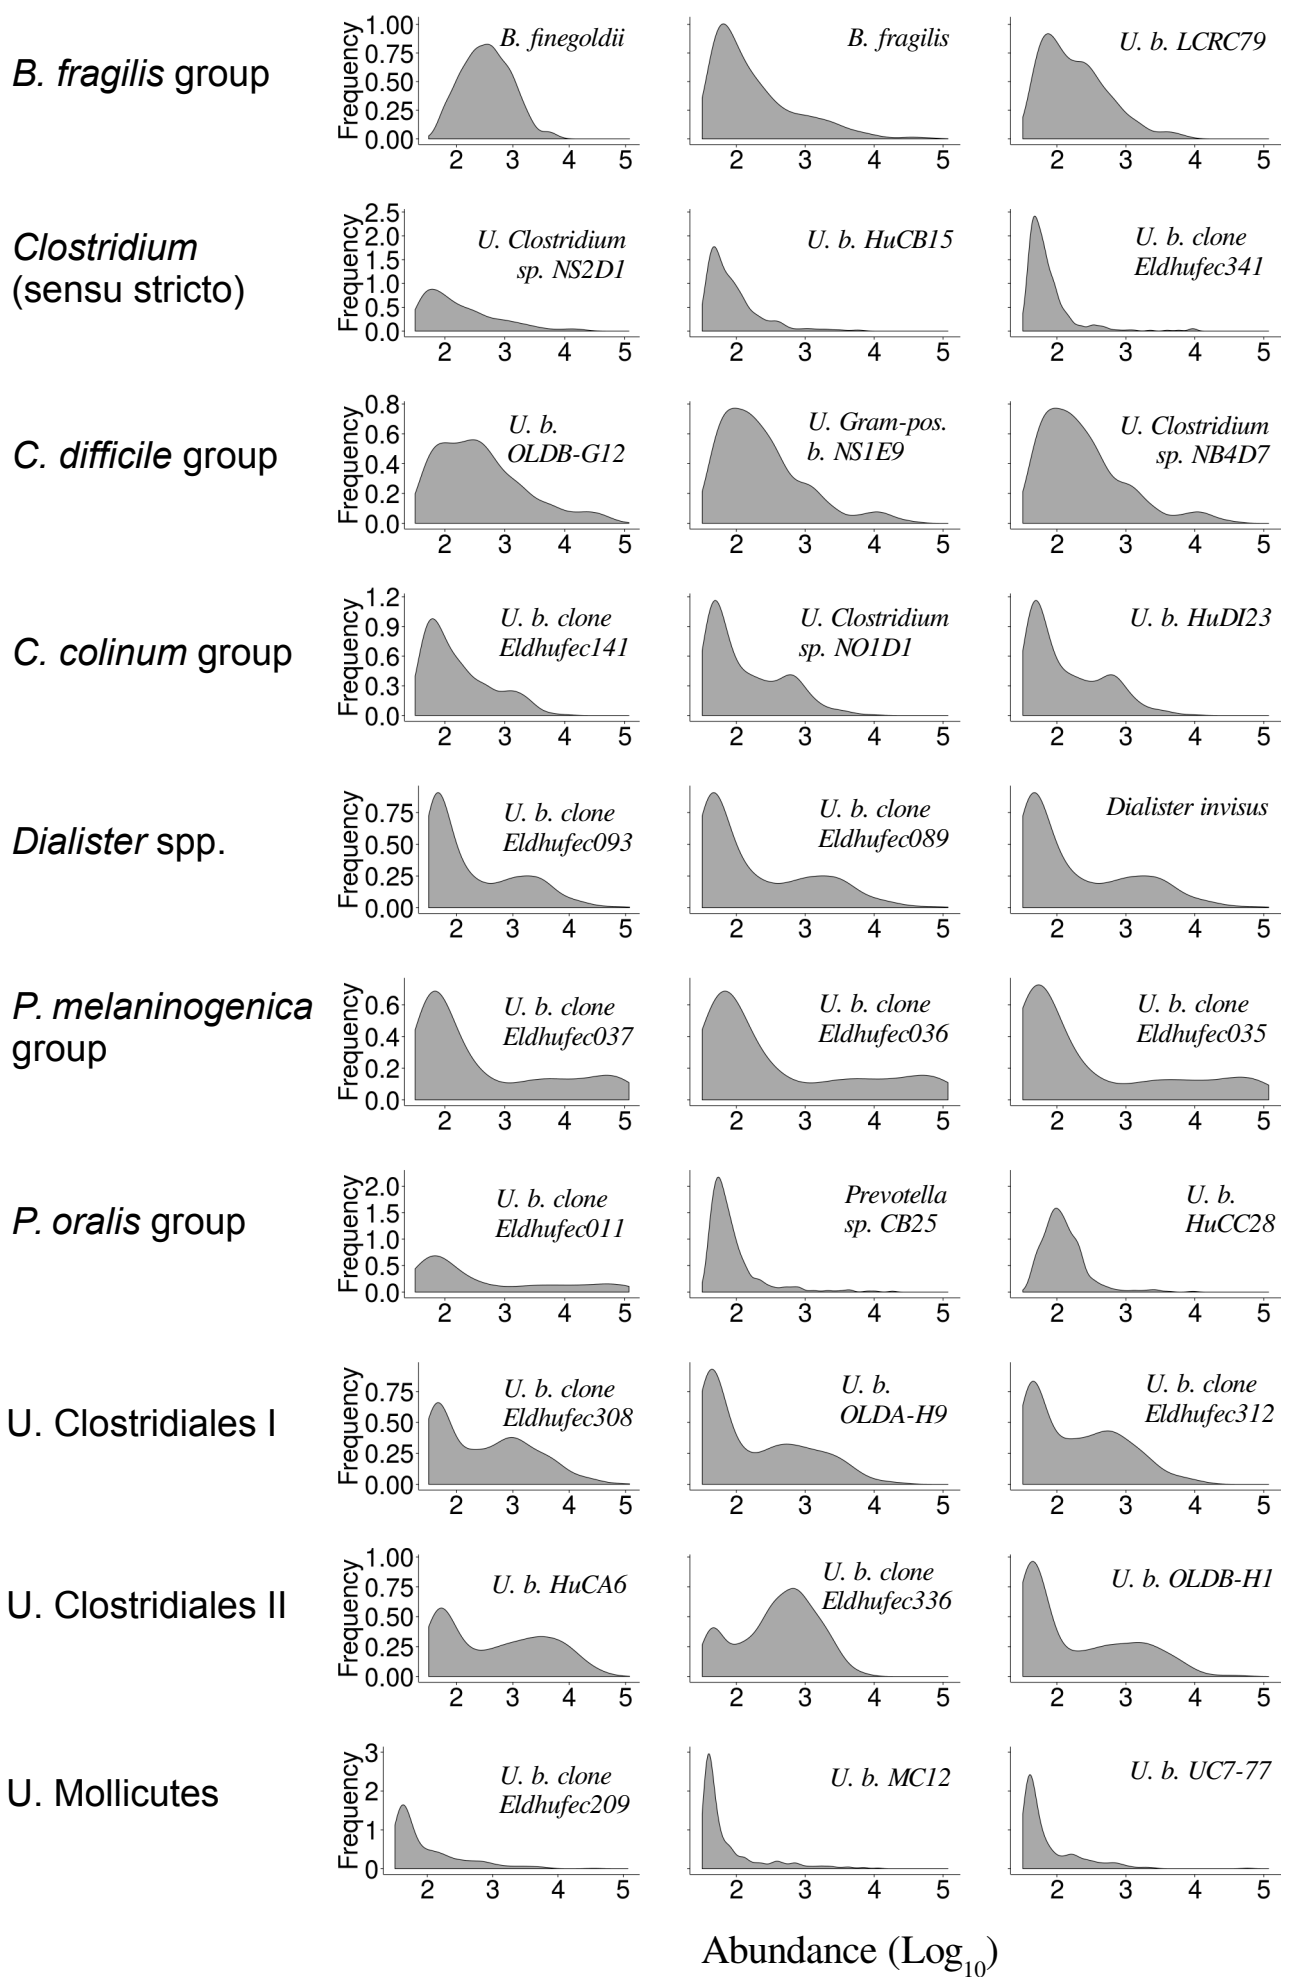 B. fragilis group
Frequency
1.00
0.75
0.50
0.25
0.00
B. finegoldii
2 3 4 5
B. fragilis
2 3 4 5
U. b. LCRC79
2 3 4 5
Clostridium
(sensu stricto)
Frequency
2.5
2.0
1.5
1.0
0.5
0.0
U. Clostridium
sp. NS2D1
2 3 4 5
U. b. HuCB15
2 3 4 5
U. b. clone
Eldhufec341
2 3 4 5
C. difficile group
Frequency
0.8
0.6
0.4
0.2
0.0
U. b.
OLDB-G12
2 3 4 5
U. Gram-pos.
b. NS1E9
2 3 4 5
U. Clostridium
sp. NB4D7
2 3 4 5
C. colinum group
Frequency
1.2
0.9
0.6
0.3
0.0
U. b. clone
Eldhufec141
2 3 4 5
U. Clostridium
sp. NO1D1
2 3 4 5
U. b. HuDI23
2 3 4 5
Dialister spp.
Frequency
0.75
0.50
0.25
0.00
U. b. clone
Eldhufec093
2 3 4 5
U. b. clone
Eldhufec089
2 3 4 5
Dialister invisus
2 3 4 5
P. melaninogenica
group
Frequency
0.6
0.4
0.2
0.0
U. b. clone
Eldhufec037
2 3 4 5
U. b. clone
Eldhufec036
2 3 4 5
U. b. clone
Eldhufec035
2 3 4 5
P. oralis group
Frequency
2.0
1.5
1.0
0.5
0.0
U. b. clone
Eldhufec011
2 3 4 5
Prevotella
sp. CB25
2 3 4 5
U. b.
HuCC28
2 3 4 5
U. Clostridiales I
Frequency
0.75
0.50
0.25
0.00
U. b. clone
Eldhufec308
2 3 4 5
U. b.
OLDA-H9
2 3 4 5
U. b. clone
Eldhufec312
2 3 4 5
U. Clostridiales II
Frequency
1.00
0.75
0.50
0.25
0.00
U. b. HuCA6
2 3 4 5
U. b. clone
Eldhufec336
2 3 4 5
U. b. OLDB-H1
2 3 4 5
U. Mollicutes
Frequency
3
2
1
0
U. b. clone
Eldhufec209
2 3 4 5
U. b. MC12
2 3 4 5
U. b. UC7-77
2 3 4 5
Abundance (Log10)